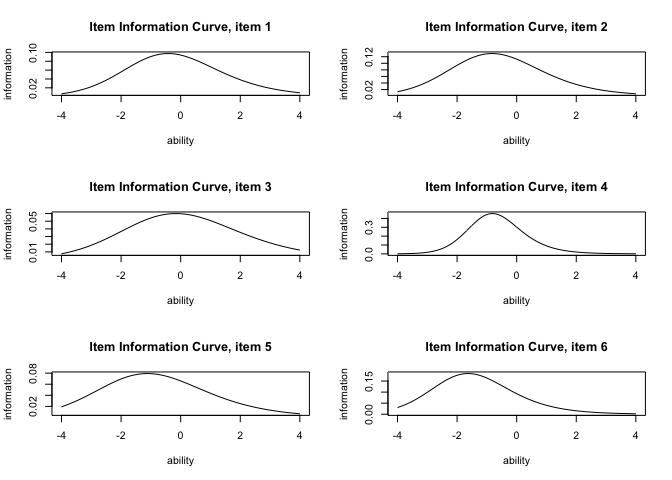 Item Information Curve, item 1
information
0.02 0.10
-4 -2 0 2 4
ability
Item Information Curve, item 2
information
0.02 0.12
-4 -2 0 2 4
ability
Item Information Curve, item 3
information
0.01 0.05
-4 -2 0 2 4
ability
Item Information Curve, item 4
information
0.0 0.3
-4 -2 0 2 4
ability
Item Information Curve, item 5
information
0.02 0.08
-4 -2 0 2 4
ability
Item Information Curve, item 6
information
0.00 0.15
-4 -2 0 2 4
ability